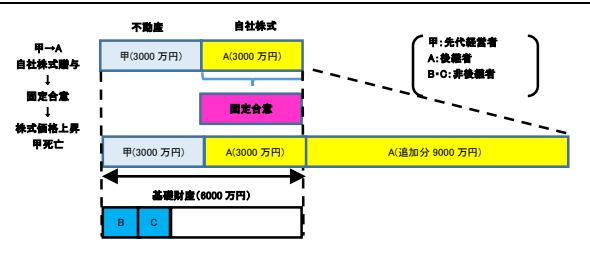 不動産
自社株式
甲→A
自社株式贈与
↓
固定合意
↓
株式価格上昇
甲死亡
甲(3000 万円)
A(3000 万円)
甲:先代経営者
A:後継者
B・C:非後継者
固定合意
甲(3000 万円)
A(3000 万円)
A(追加分 9000 万円)
基礎財産(6000 万円)
B
C